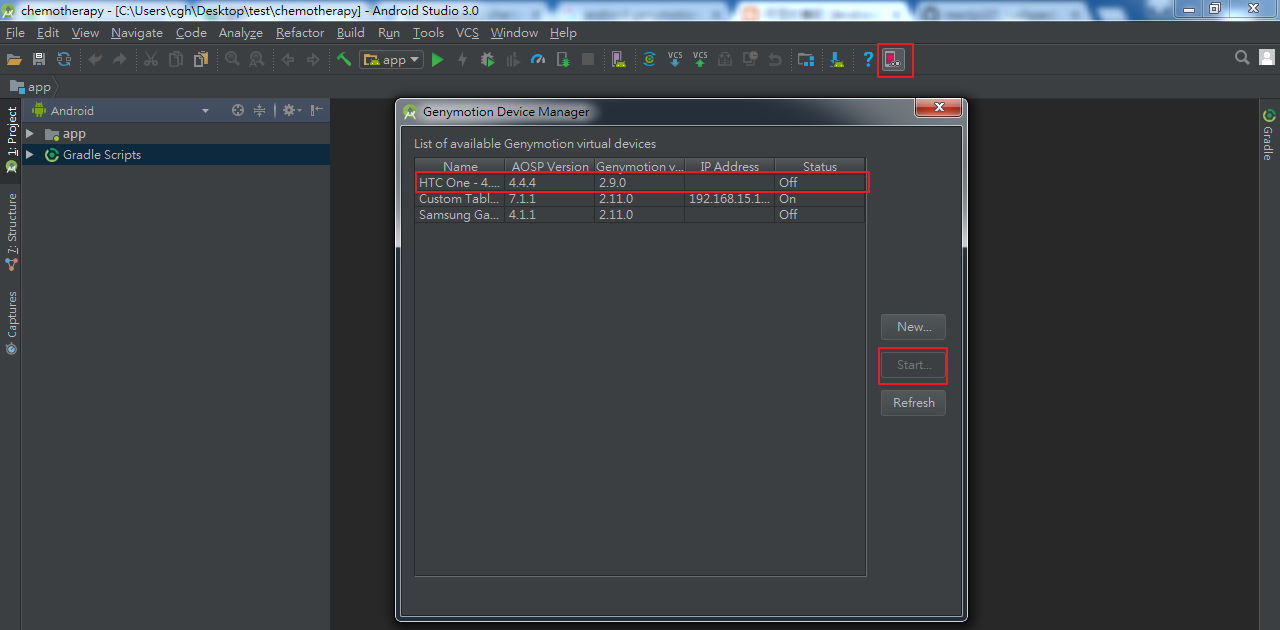 chemotherapy - [C:\Users\cgh\Desktop\test\chemotherapy] - Android Studio 3.0
File Edit View Navigate Code Analyze Refactor Build Run Tools VCS Window Help
app VCS VCS ?
app
1: Project
Android
app
Gradle Scripts
7: Structure
Captures
Gradle
Genymotion Device Manager
List of available Genymotion virtual devices
Name AOSP Version Genymotion v... IP Address Status
HTC One - 4.... 4.4.4 2.9.0 Off
Custom Tabl... 7.1.1 2.11.0 192.168.15.1... On
Samsung Ga... 4.1.1 2.11.0 Off
New...
Start...
Refresh